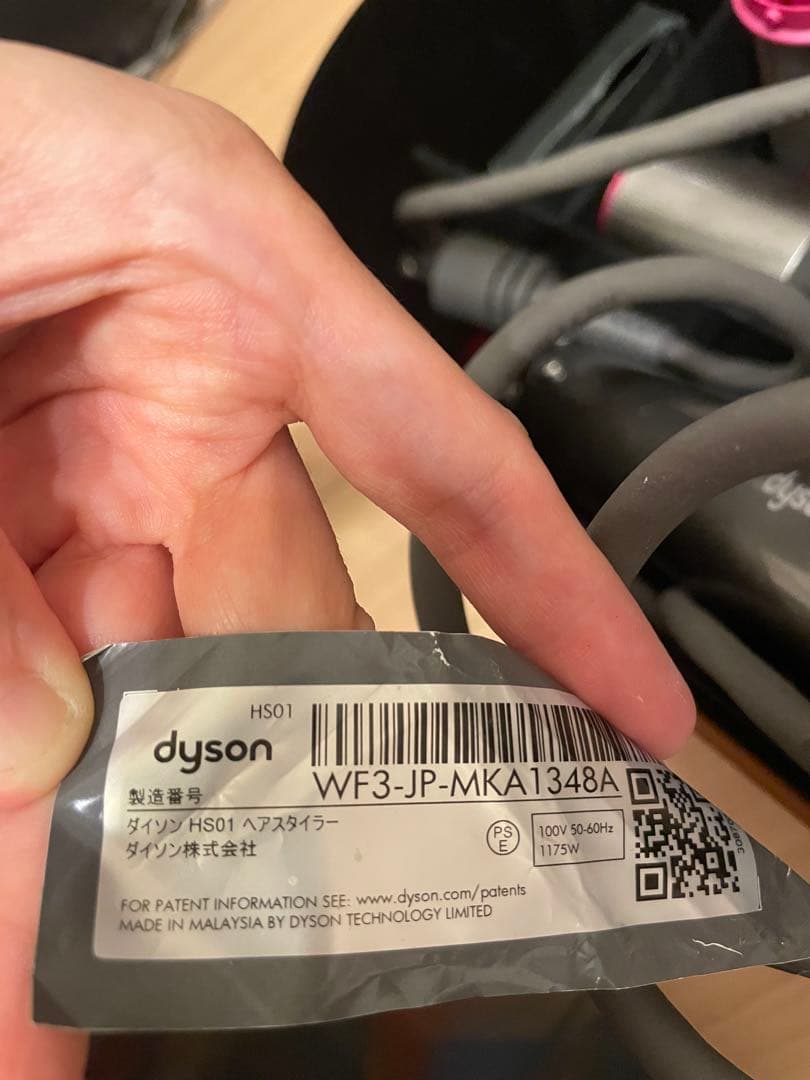 HS01
dyson
WF3-JP-MKA1348A
製造番号
ダイソン HS01 ヘアスタイラー
ダイソン株式会社
PS
E
100V 50-60Hz
1175W
FOR PATENT INFORMATION SEE: www.dyson.com/patents
MADE IN MALAYSIA BY DYSON TECHNOLOGY LIMITED